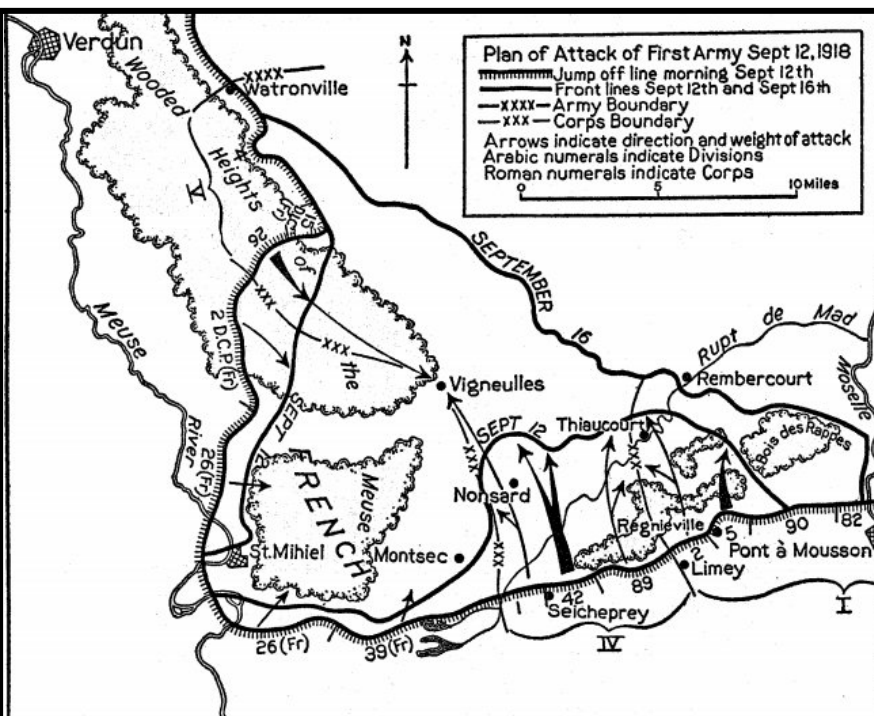 Verdun
N
Plan of Attack of First Army Sept 12, 1918
Jump off line morning Sept 12th
Front lines Sept 12th and Sept 16th
—XXXX— Army Boundary
—XXX— Corps Boundary
Arrows indicate direction and weight of attack
Arabic numerals indicate Divisions
Roman numerals indicate Corps
0 5 10 Miles
XXXX
Watronville
Wooded
Heights
of
the
Meuse
V
26
2 D.C.P. (Fr)
XXX
XXX
Meuse
River
SEPTEMBER
16
Rupt de Mad
Moselle
Rembercourt
Vigneulles
SEPT
SEPT 12
Thiaucourt
Bois des Rappes
XXX
XXX
XXX
26 (Fr)
FRENCH
Nonsard
Regniéville
St. Mihiel
Montsec
Pont à Mousson
Limey
Seicheprey
26 (Fr)
39 (Fr)
42
89
2
5
90
82
IV
I